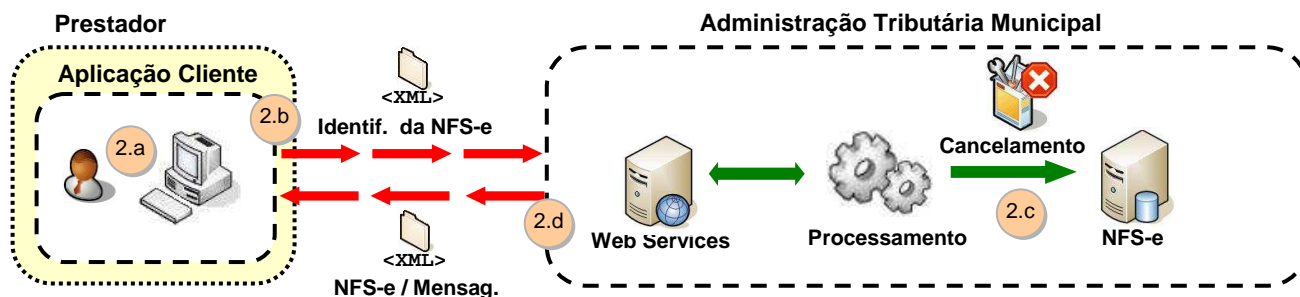 Prestador
Administração Tributária Municipal
Aplicação Cliente
<XML>
2.b
Identif. da NFS-e
2.a
Cancelamento
2.d
2.c
Web Services
Processamento
NFS-e
<XML>
NFS-e / Mensag.